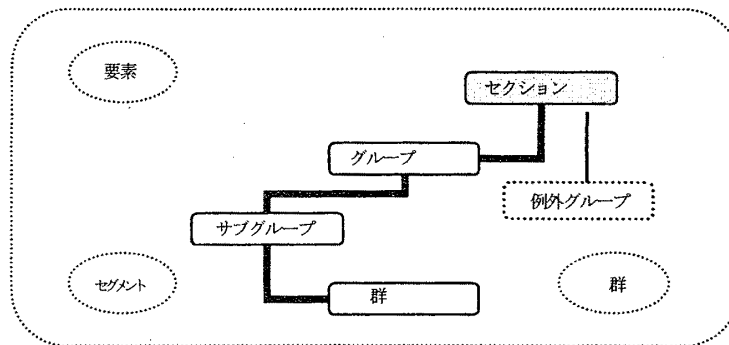 要素
セクション
グループ
例外グループ
サブグループ
セグメント
群
群